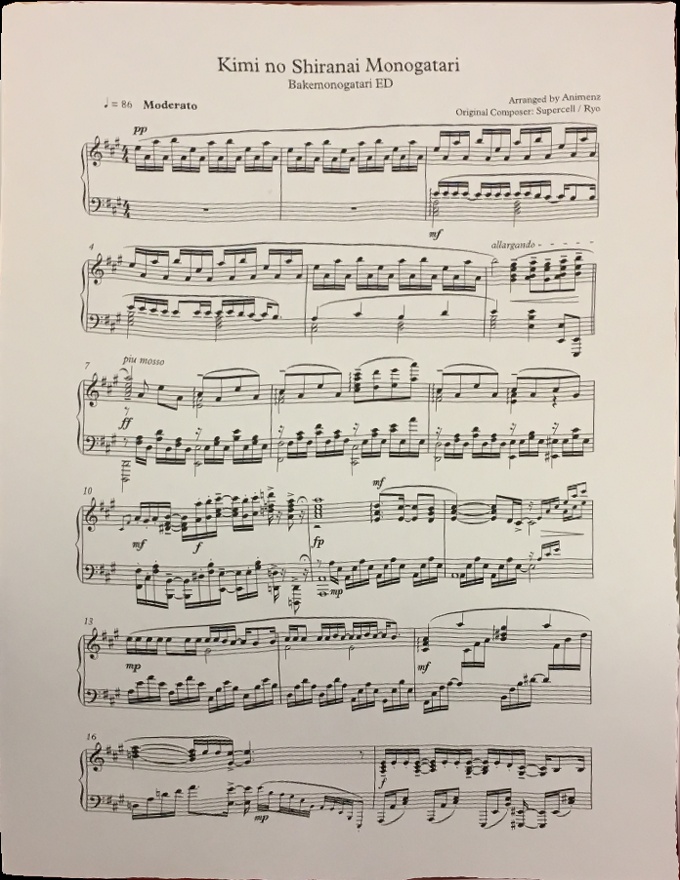 Kimi no Shiranai Monogatari
Bakemonogatari ED
♩ = 86 Moderato
Arranged by Animenz
Original Composer: Supercell / Ryo
pp
mf
4
allargando
7
piu mosso
ff
10
mf
mf
f
fp
mp
13
mp
mf
16
f
mp